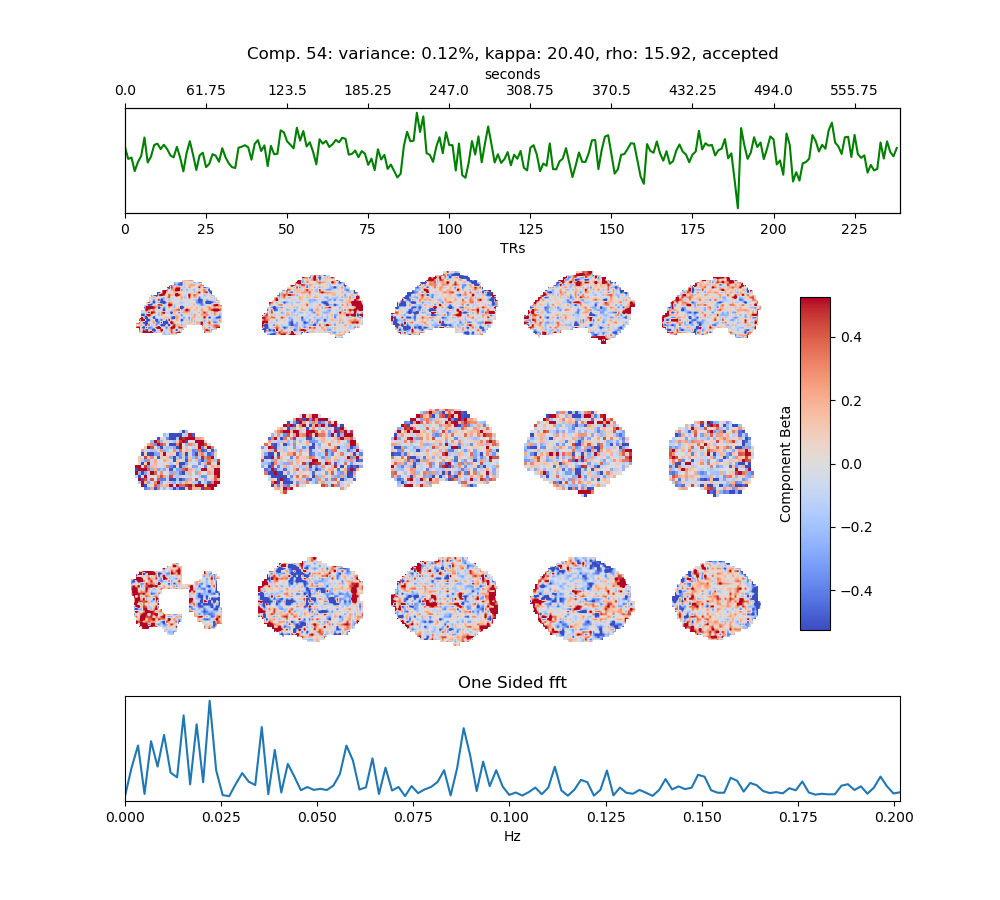 Comp. 54: variance: 0.12%, kappa: 20.40, rho: 15.92, accepted
seconds
0.0 61.75 123.5 185.25 247.0 308.75 370.5 432.25 494.0 555.75
0 25 50 75 100 125 150 175 200 225
TRs
0.4
0.2
0.0
−0.2
−0.4
Component Beta
One Sided fft
0.000 0.025 0.050 0.075 0.100 0.125 0.150 0.175 0.200
Hz